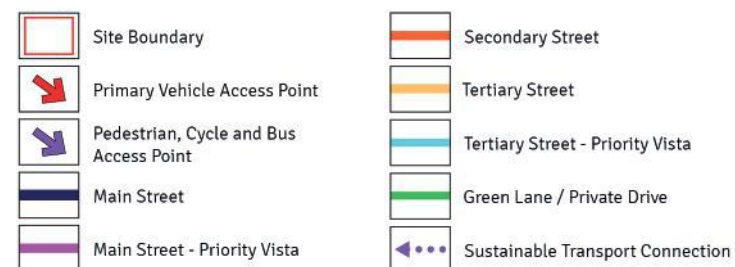 Site Boundary
Primary Vehicle Access Point
Pedestrian, Cycle and Bus
Access Point
Main Street
Main Street - Priority Vista
Secondary Street
Tertiary Street
Tertiary Street - Priority Vista
Green Lane / Private Drive
Sustainable Transport Connection